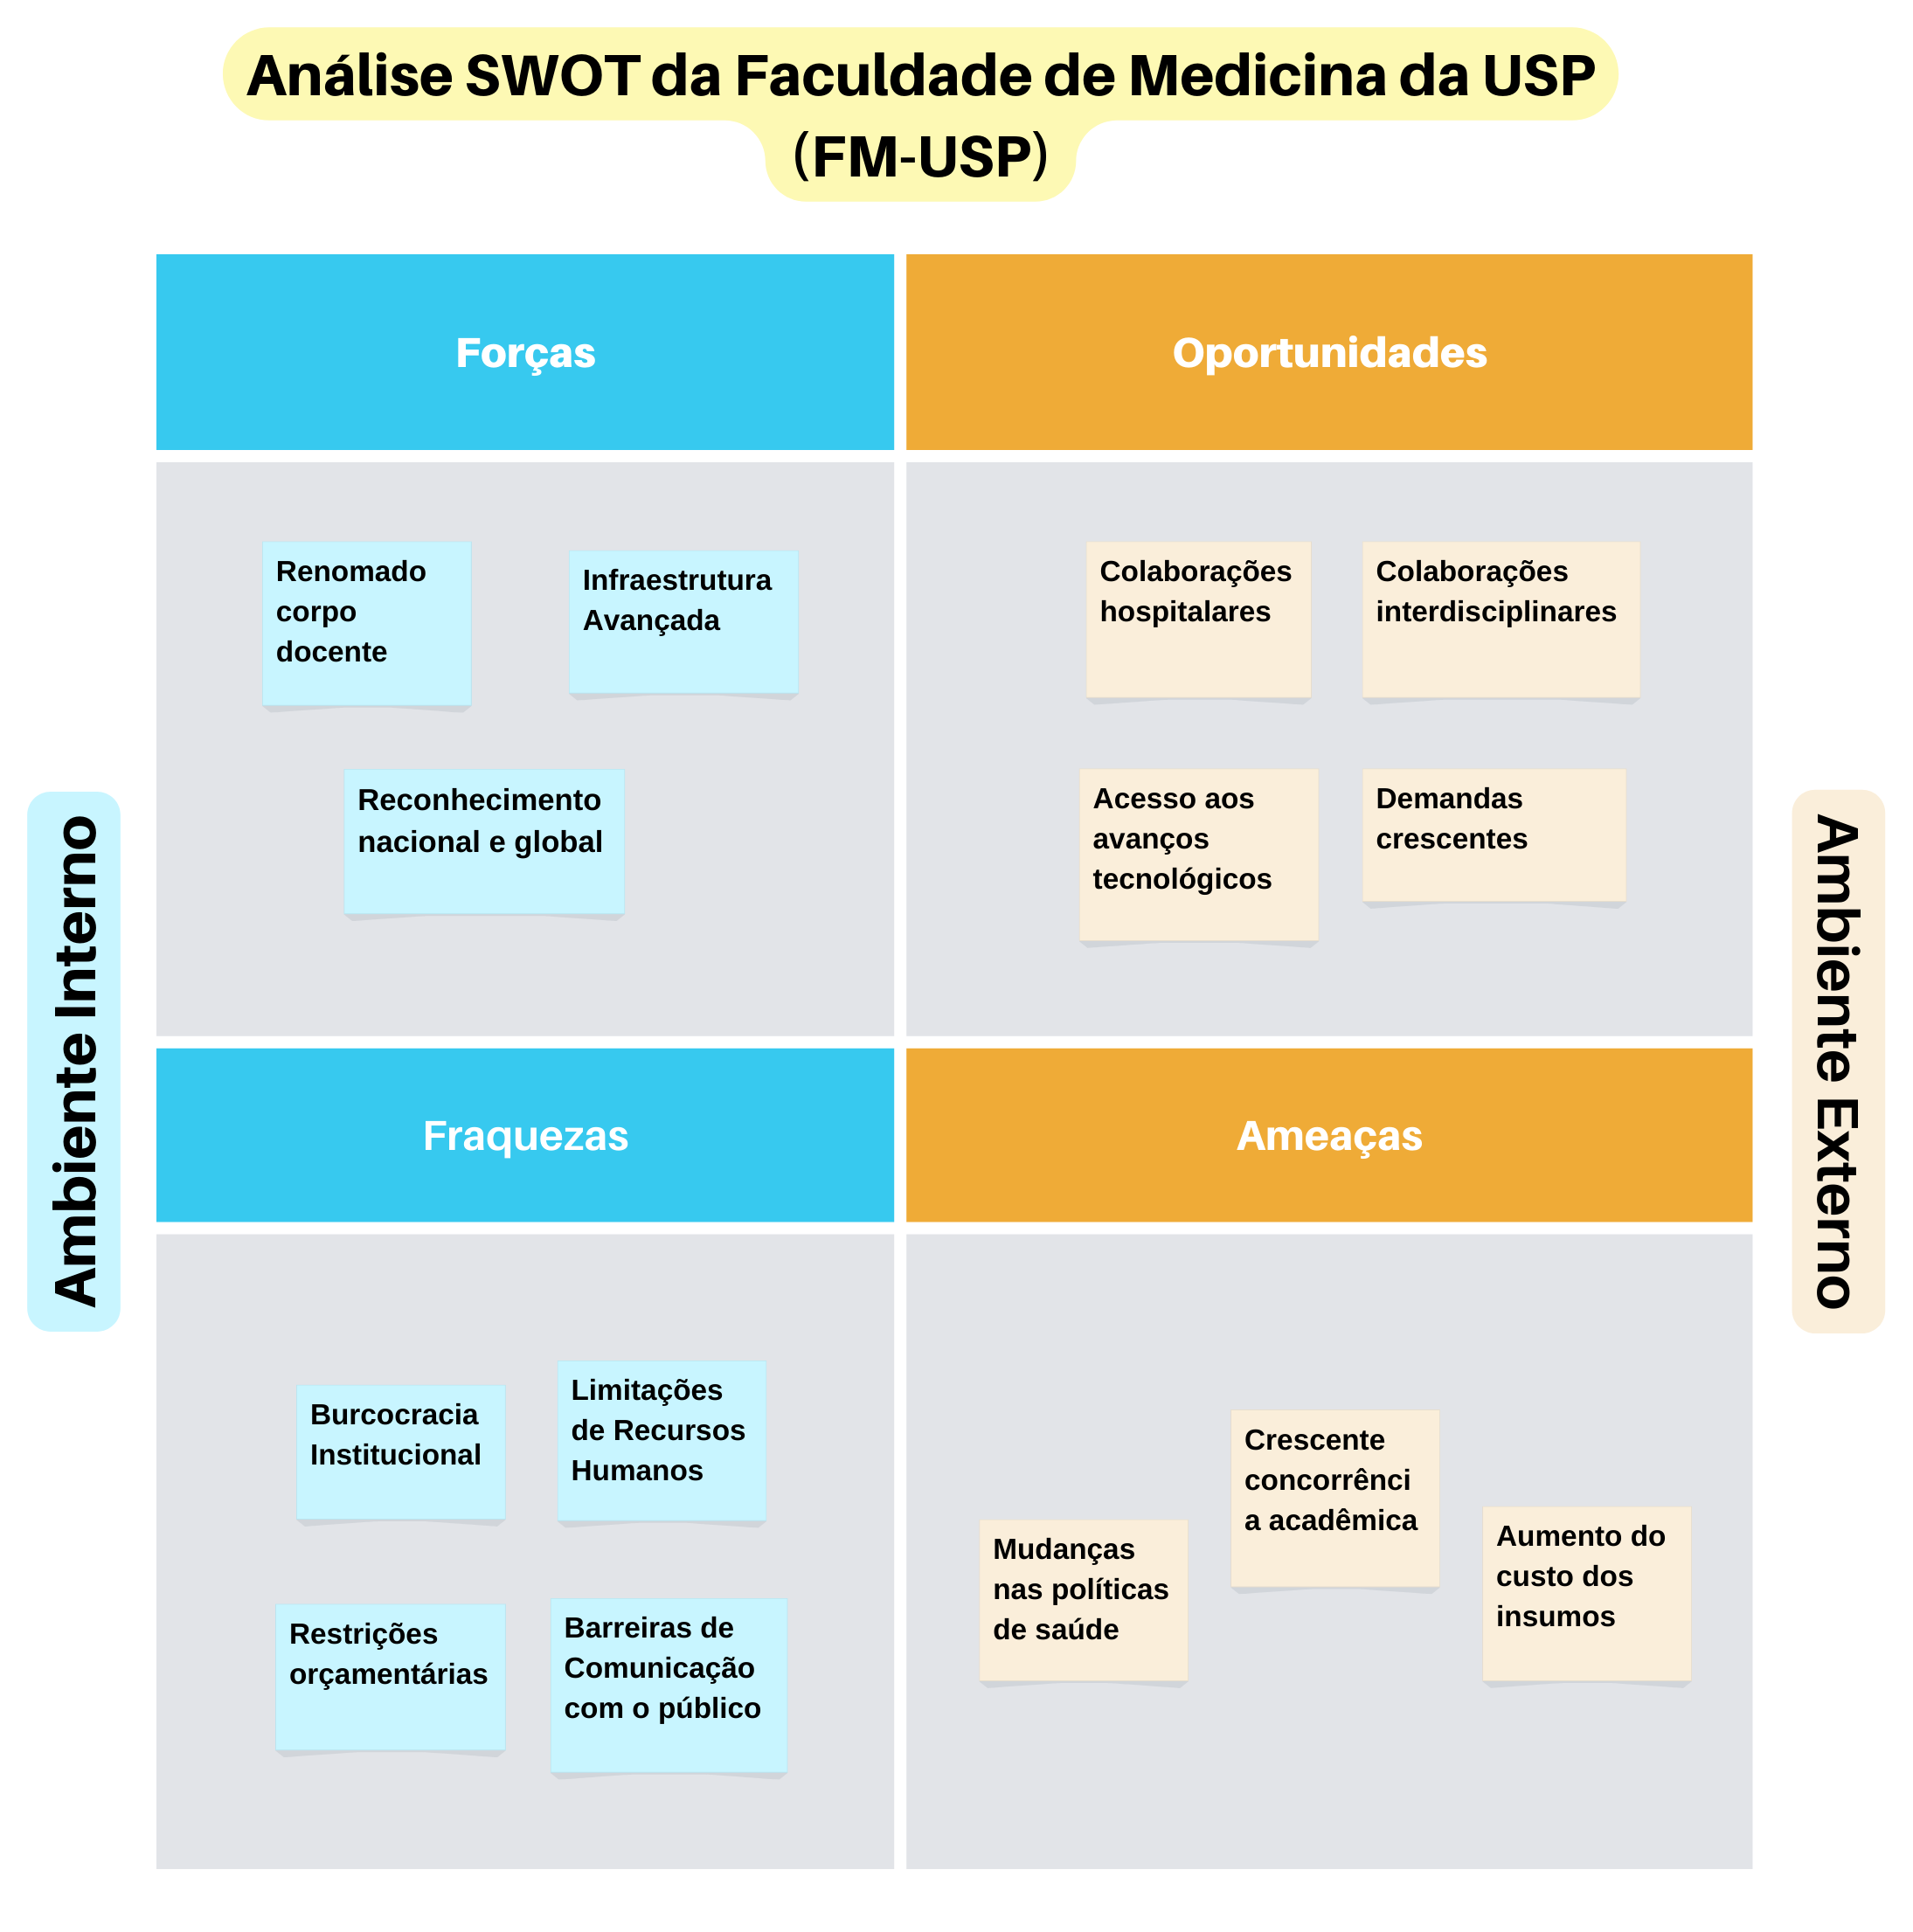 Análise SWOT da Faculdade de Medicina da USP
(FM-USP)
Ambiente Interno
Forças
Renomado
corpo
docente
Infraestrutura
Avançada
Reconhecimento
nacional e global
Oportunidades
Colaborações
hospitalares
Colaborações
interdisciplinares
Acesso aos
avanços
tecnológicos
Demandas
crescentes
Fraquezas
Burcocracia
Institucional
Limitações
de Recursos
Humanos
Restrições
orçamentárias
Barreiras de
Comunicação
com o público
Ameaças
Mudanças
nas políticas
de saúde
Crescente
concorrênci
a acadêmica
Aumento do
custo dos
insumos
Ambiente Externo